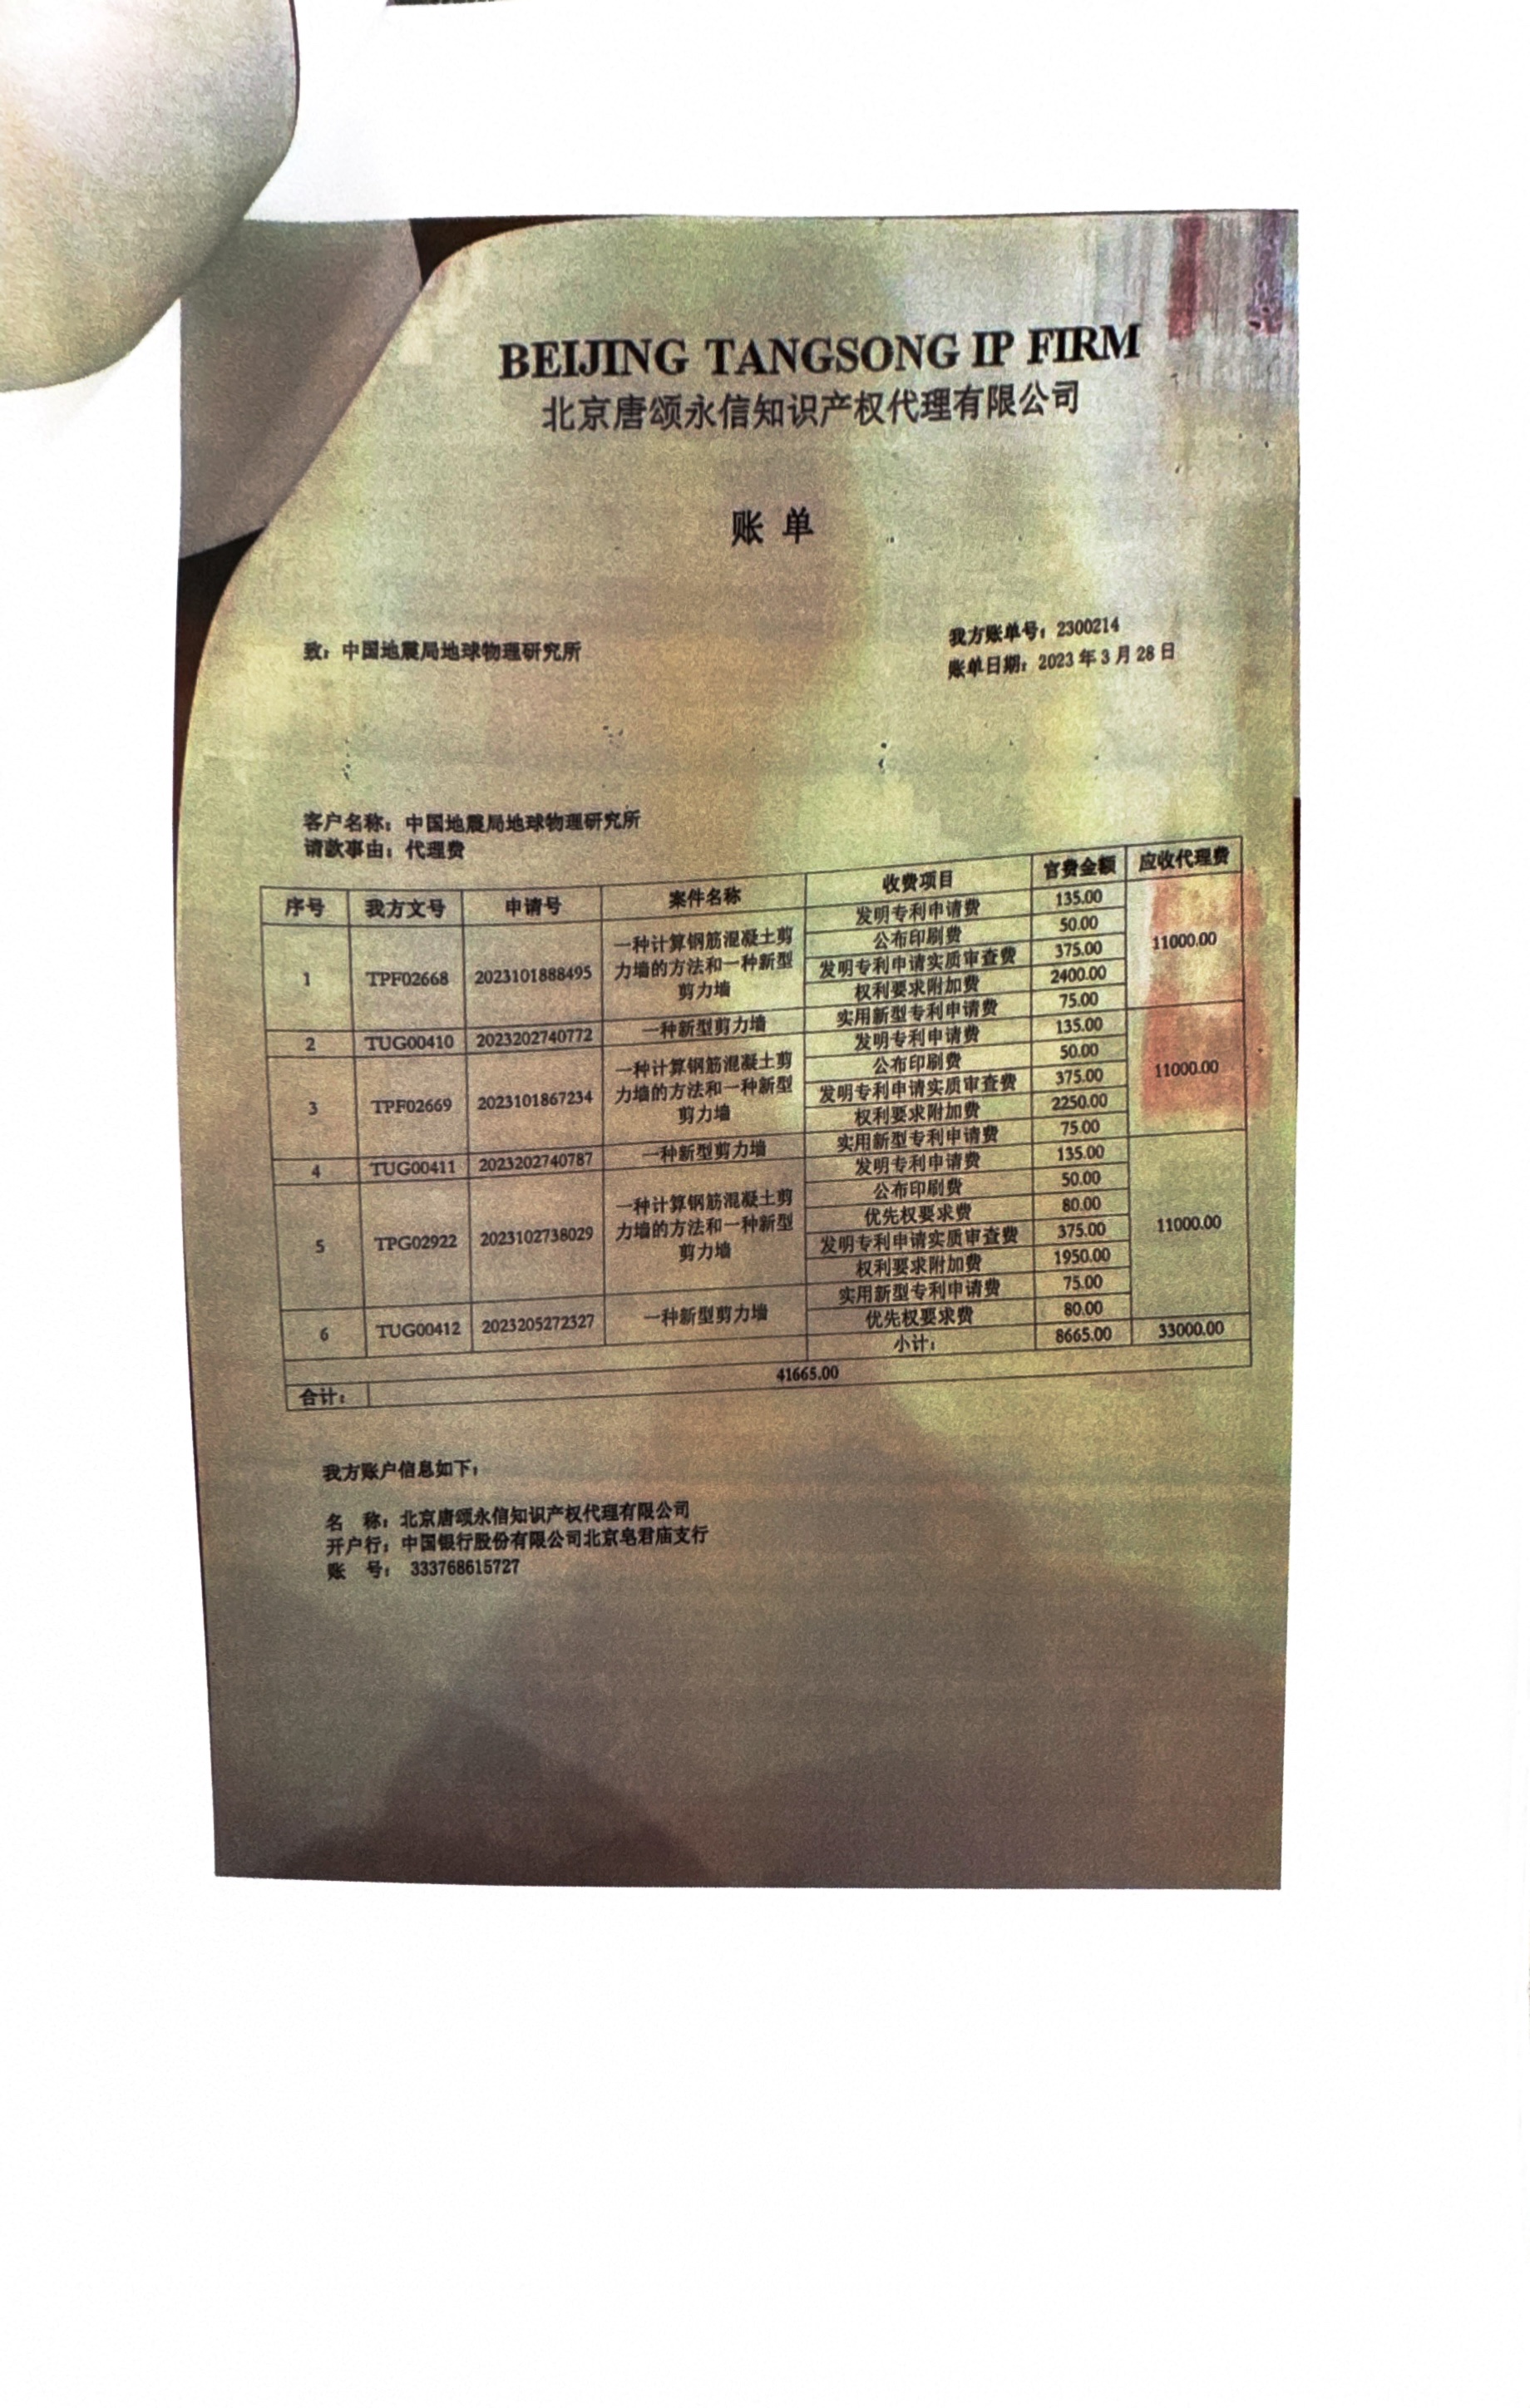 BEIJING TANGSONG IP FIRM
北京唐颂永信知识产权代理有限公司
账 单
致：中国地震局地球物理研究所
我方账单号：2300214
账单日期：2023 年 3 月 28 日
客户名称：中国地震局地球物理研究所
请款事由：代理费
序号 我方文号 申请号 案件名称 收费项目 官费金额 应收代理费
1 TPF02668 2023101888495 一种计算钢筋混凝土剪力墙的方法和一种新型剪力墙 发明专利申请费 135.00 11000.00
公布印刷费 50.00
发明专利申请实质审查费 375.00
权利要求附加费 2400.00
2 TUG00410 2023202740772 一种新型剪力墙 实用新型专利申请费 75.00
3 TPF02669 2023101867234 一种计算钢筋混凝土剪力墙的方法和一种新型剪力墙 发明专利申请费 135.00 11000.00
公布印刷费 50.00
发明专利申请实质审查费 375.00
权利要求附加费 2250.00
4 TUG00411 2023202740787 一种新型剪力墙 实用新型专利申请费 75.00
5 TPG02922 2023102738029 一种计算钢筋混凝土剪力墙的方法和一种新型剪力墙 发明专利申请费 135.00 11000.00
公布印刷费 50.00
优先权要求费 80.00
发明专利申请实质审查费 375.00
权利要求附加费 1950.00
6 TUG00412 2023205272327 一种新型剪力墙 实用新型专利申请费 75.00
优先权要求费 80.00
小计： 8665.00 33000.00
合计： 41665.00
我方账户信息如下：
名 称：北京唐颂永信知识产权代理有限公司
开户行：中国银行股份有限公司北京皂君庙支行
账 号： 333768615727